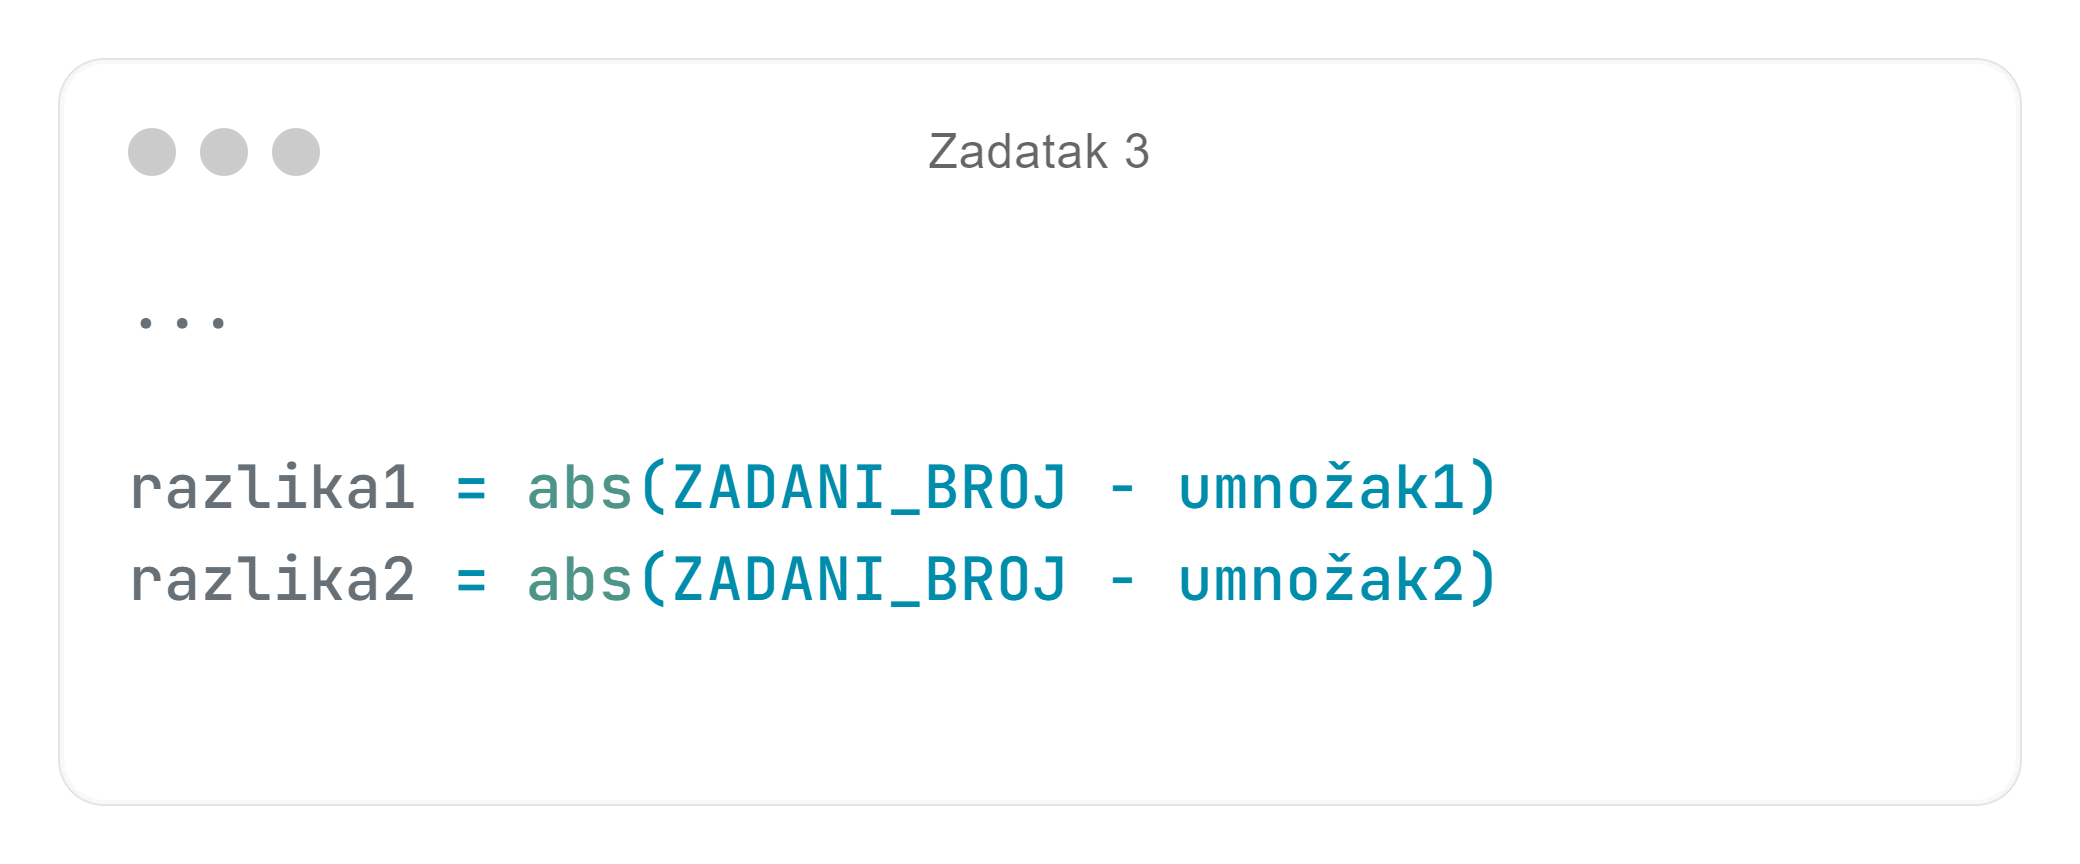 Zadatak 3
...
razlika1 = abs(ZADANI_BROJ - umnožak1)
razlika2 = abs(ZADANI_BROJ - umnožak2)